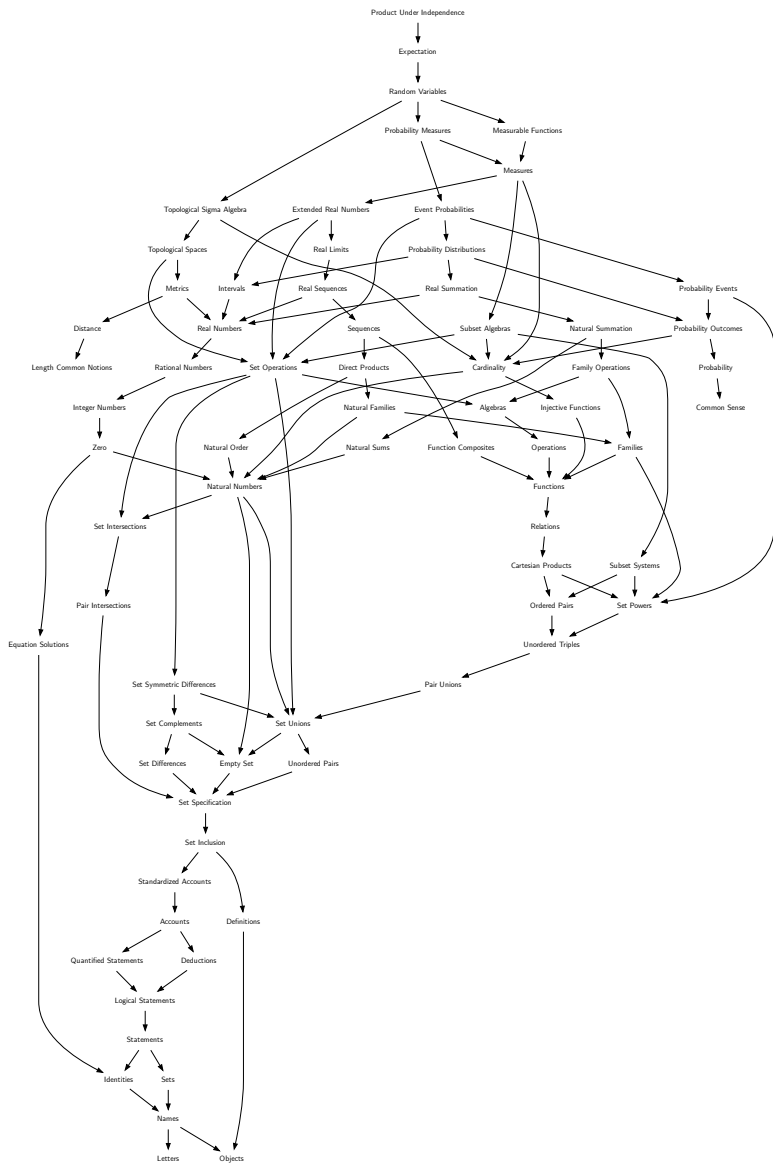 Product Under Independence
Expectation
Random Variables
Probability Measures
Measurable Functions
Measures
Topological Sigma Algebra
Extended Real Numbers
Event Probabilities
Topological Spaces
Real Limits
Probability Distributions
Metrics
Intervals
Real Sequences
Real Summation
Probability Events
Distance
Real Numbers
Sequences
Subset Algebras
Natural Summation
Probability Outcomes
Length Common Notions
Rational Numbers
Set Operations
Direct Products
Cardinality
Family Operations
Probability
Integer Numbers
Natural Families
Algebras
Injective Functions
Common Sense
Zero
Natural Order
Natural Sums
Function Composites
Operations
Families
Natural Numbers
Functions
Set Intersections
Relations
Cartesian Products
Subset Systems
Pair Intersections
Ordered Pairs
Set Powers
Equation Solutions
Unordered Triples
Set Symmetric Differences
Pair Unions
Set Complements
Set Unions
Set Differences
Empty Set
Unordered Pairs
Set Specification
Set Inclusion
Standardized Accounts
Accounts
Definitions
Quantified Statements
Deductions
Logical Statements
Statements
Identities
Sets
Names
Letters
Objects